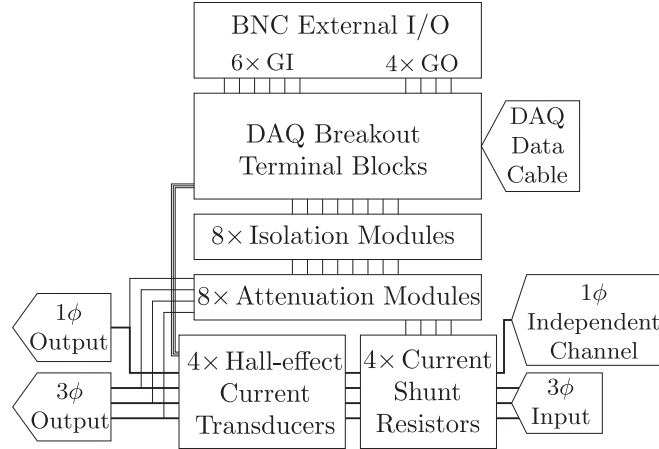 BNC External I/O
6× GI
4× GO
DAQ Breakout
Terminal Blocks
DAQ
Data
Cable
8× Isolation Modules
8× Attenuation Modules
1ϕ
Output
1ϕ
Independent
Channel
4× Hall-effect
Current
Transducers
4× Current
Shunt
Resistors
3ϕ
Output
3ϕ
Input